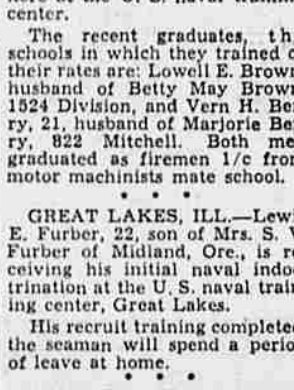 center.
The recent graduates, th
schools in which they trained o
their rates are: Lowell E. Brown
husband of Betty May Brown
1524 Division, and Vern H. Be
ry, 21, husband of Marjorie Be
ry, 822 Mitchell. Both me
graduated as firemen 1/c from
motor machinists mate school.
• • •
GREAT LAKES, ILL.—Lew
E. Furber, 22, son of Mrs. S. 
Furber of Midland, Ore., is re
ceiving his initial naval indo
trination at the U. S. naval train
ing center, Great Lakes.
His recruit training completed
the seaman will spend a perio
of leave at home.
• • •